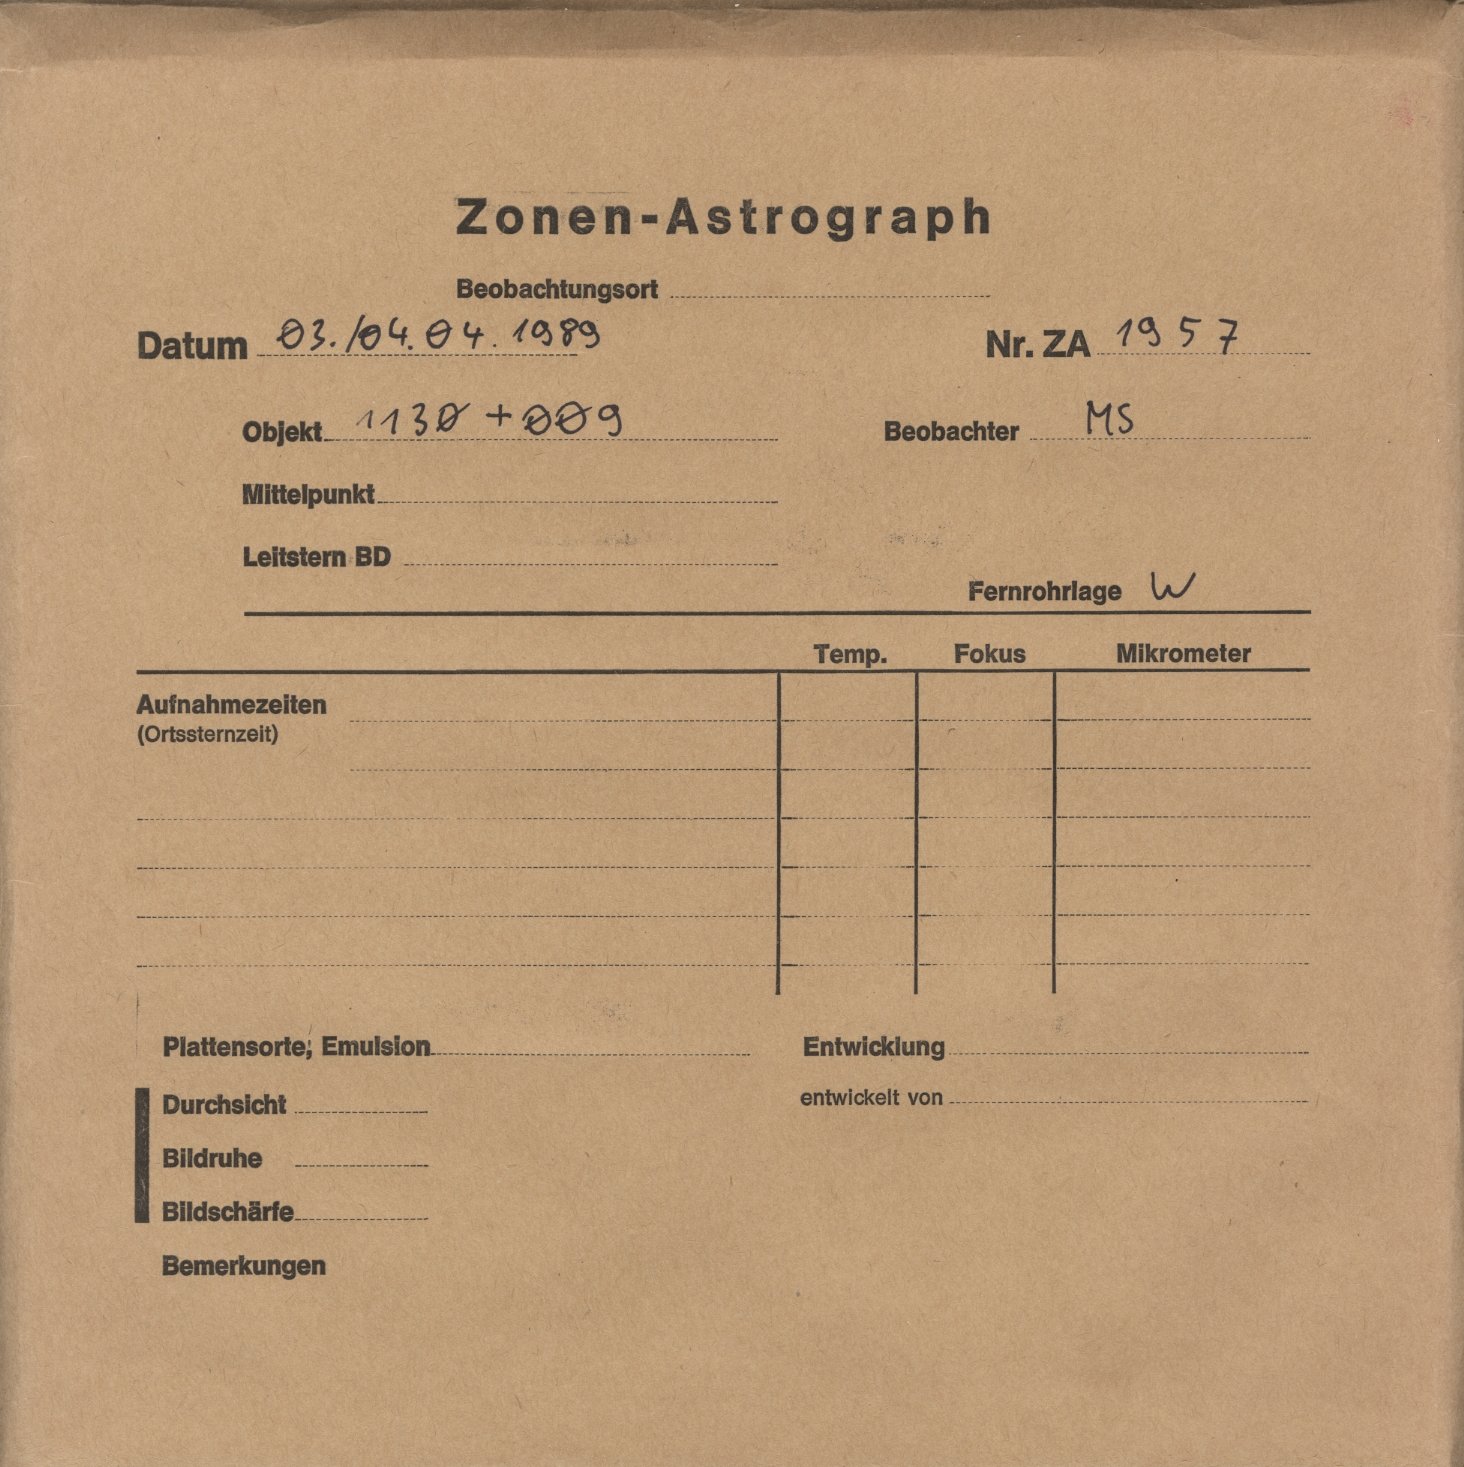 Zonen-Astrograph
Beobachtungsort
Datum 03./04.04.1989 Nr. ZA 1957
Objekt 1130 +009 Beobachter MS
Mittelpunkt
Leitstern BD
Fernrohrlage W
Temp. Fokus Mikrometer
Aufnahmezeiten
(Ortssternzeit)
Plattensorte, Emulsion Entwicklung
Durchsicht entwickelt von
Bildruhe
Bildschärfe
Bemerkungen